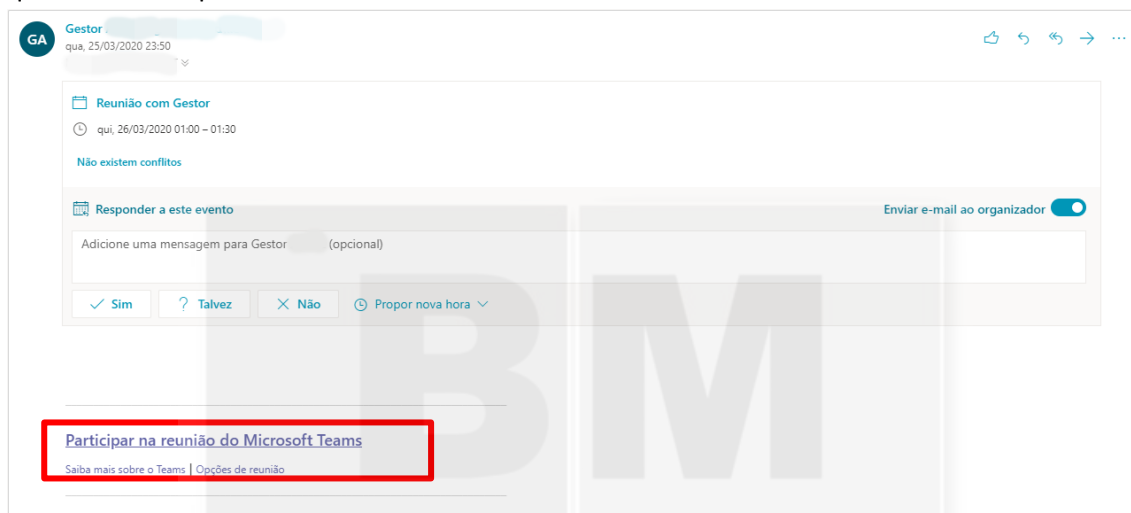 GA
Gestor
qua, 25/03/2020 23:50
Reunião com Gestor
qui, 26/03/2020 01:00 – 01:30
Não existem conflitos
Responder a este evento
Enviar e-mail ao organizador
Adicione uma mensagem para Gestor (opcional)
Sim
? Talvez
Não
Propor nova hora
BM
Participar na reunião do Microsoft Teams
Saiba mais sobre o Teams | Opções de reunião